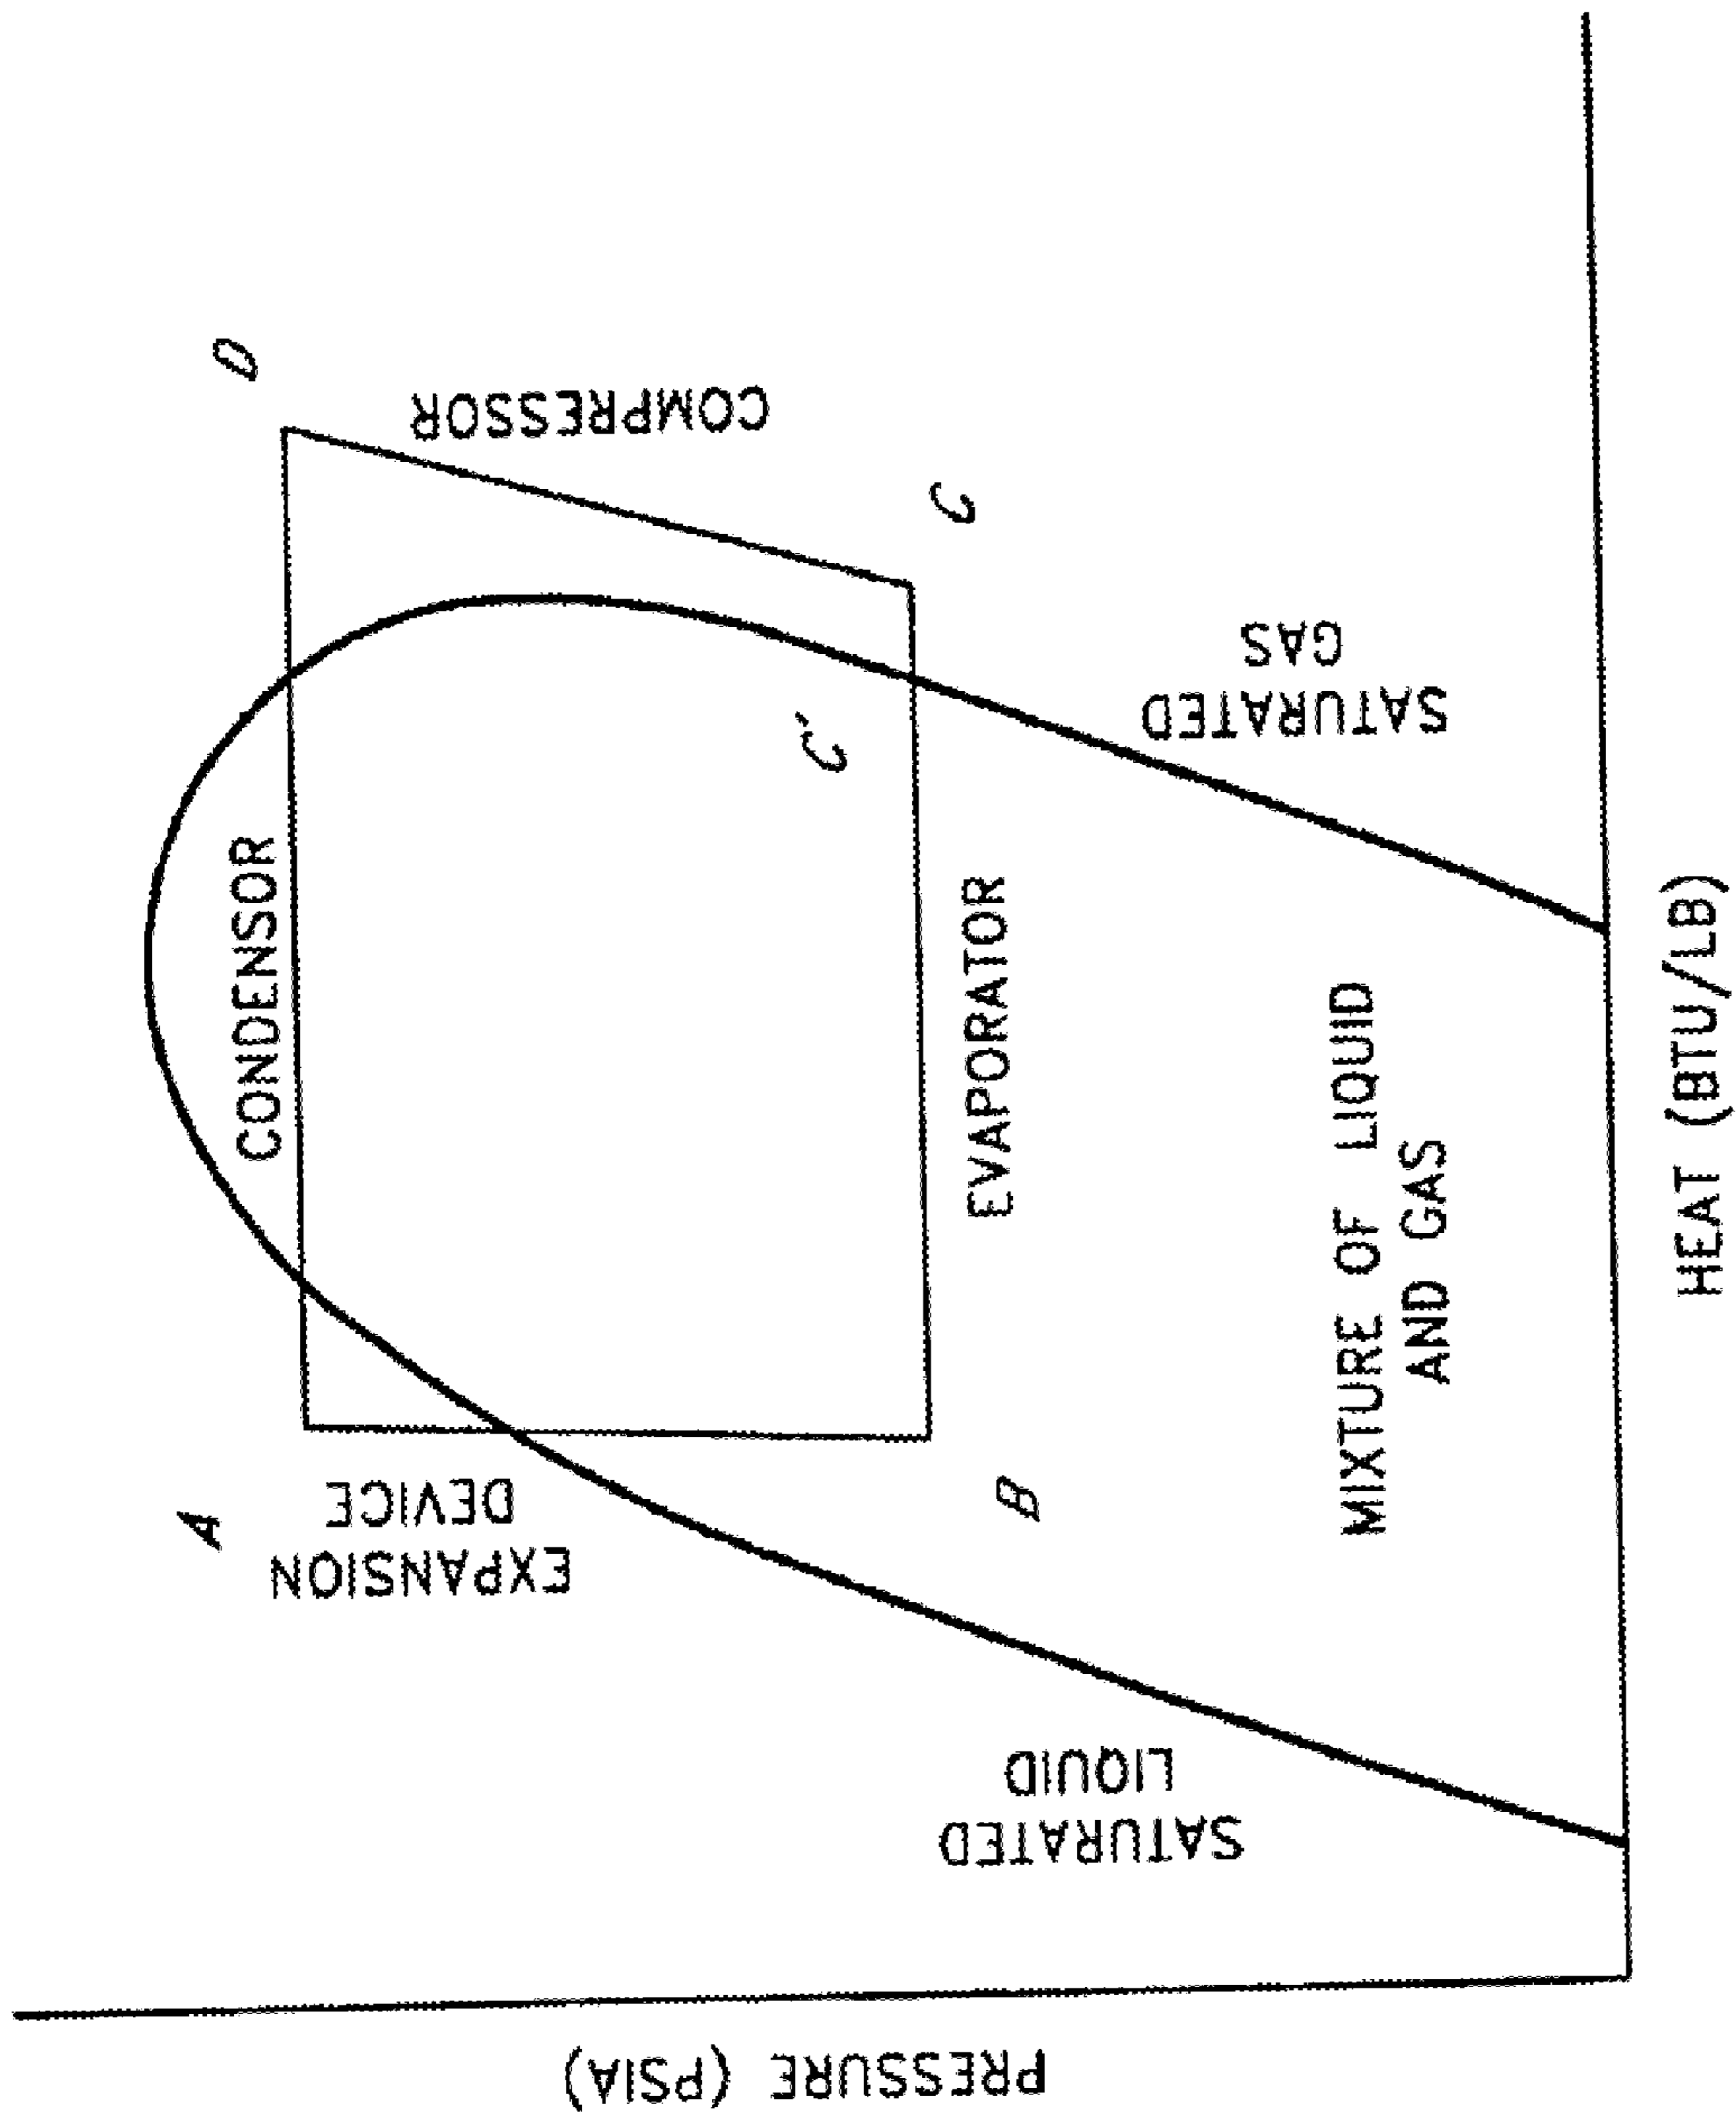 PRESSURE (PSIA)
A
EXPANSION
DEVICE
CONDENSOR
D
COMPRESSOR
C'
C
B
EVAPORATOR
SATURATED
LIQUID
MIXTURE OF LIQUID
AND GAS
SATURATED
GAS
HEAT (BTU/LB)